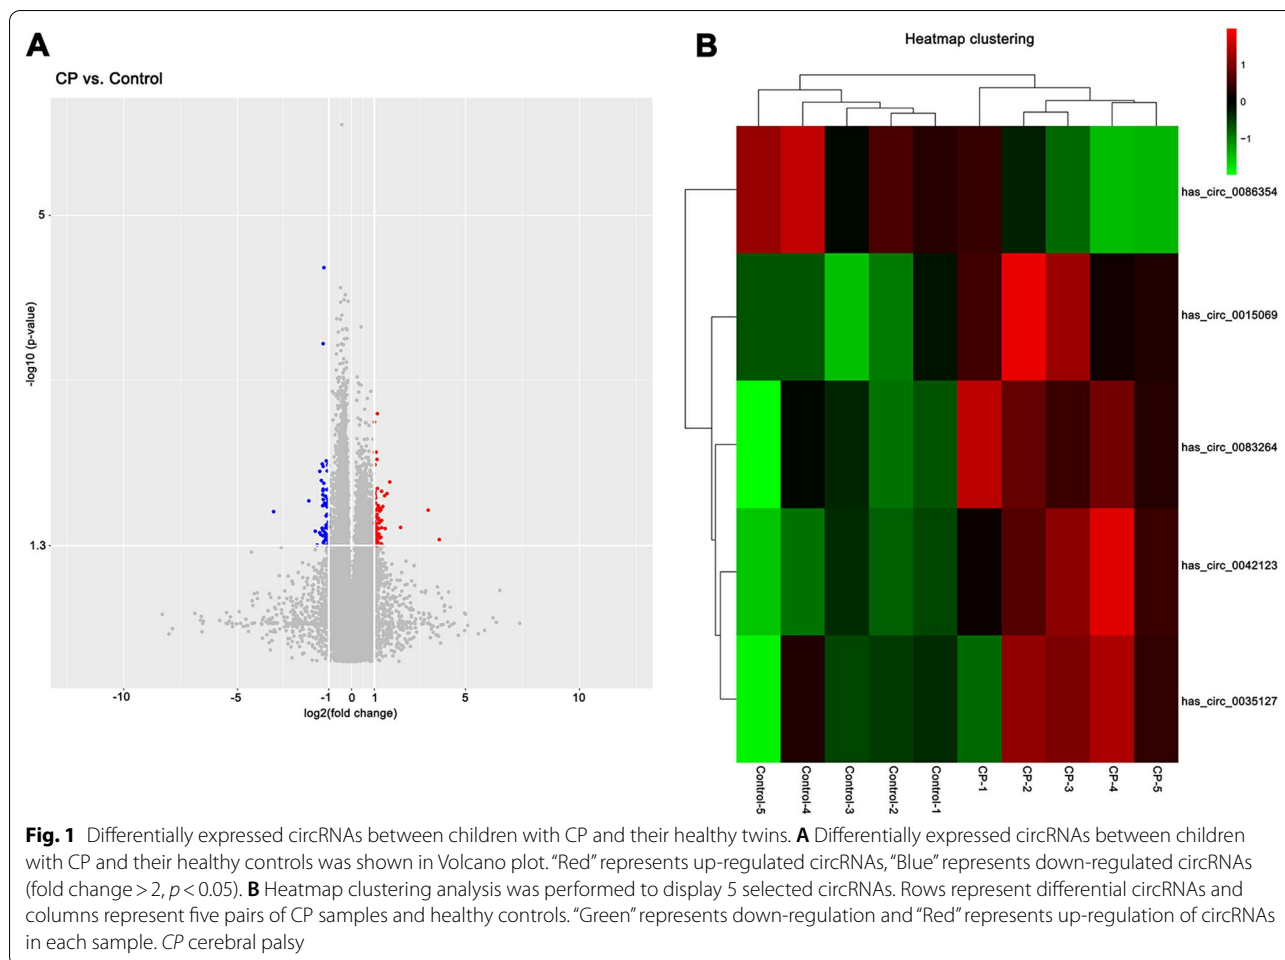 A
CP vs. Control
5
1.3
-log10 (p-value)
-10
-5
-1
0
1
5
10
log2(fold change)
B
Heatmap clustering
1
0
−1
has_circ_0086354
has_circ_0015069
has_circ_0083264
has_circ_0042123
has_circ_0035127
Control-5
Control-4
Control-3
Control-2
Control-1
CP-1
CP-2
CP-3
CP-4
CP-5
Fig. 1 Differentially expressed circRNAs between children with CP and their healthy twins. A Differentially expressed circRNAs between children
with CP and their healthy controls was shown in Volcano plot. “Red” represents up-regulated circRNAs, “Blue” represents down-regulated circRNAs
(fold change > 2, p < 0.05). B Heatmap clustering analysis was performed to display 5 selected circRNAs. Rows represent differential circRNAs and
columns represent five pairs of CP samples and healthy controls. “Green” represents down-regulation and “Red” represents up-regulation of circRNAs
in each sample. CP cerebral palsy